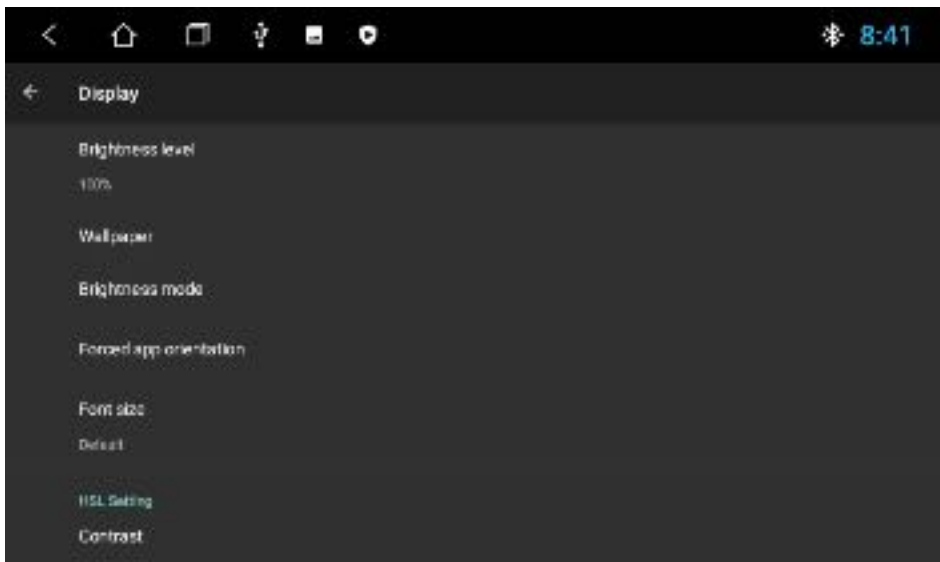 8:41
Display
Brightness level
100%
Wallpaper
Brightness mode
Forced app orientation
Font size
Default
HSL Setting
Contrast